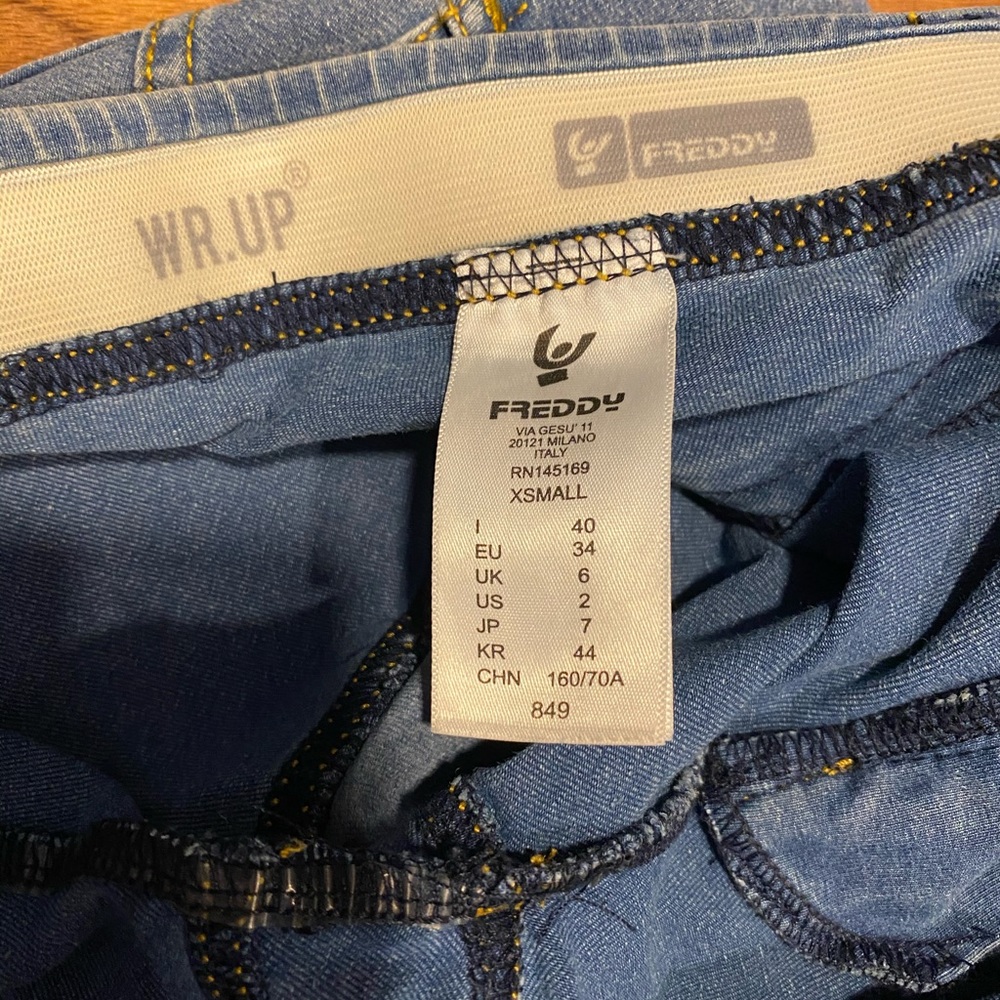 WR.UP®
FREDDY
FREDDY
VIA GESU' 11
20121 MILANO
ITALY
RN145169
XSMALL
I 40
EU 34
UK 6
US 2
JP 7
KR 44
CHN 160/70A
849